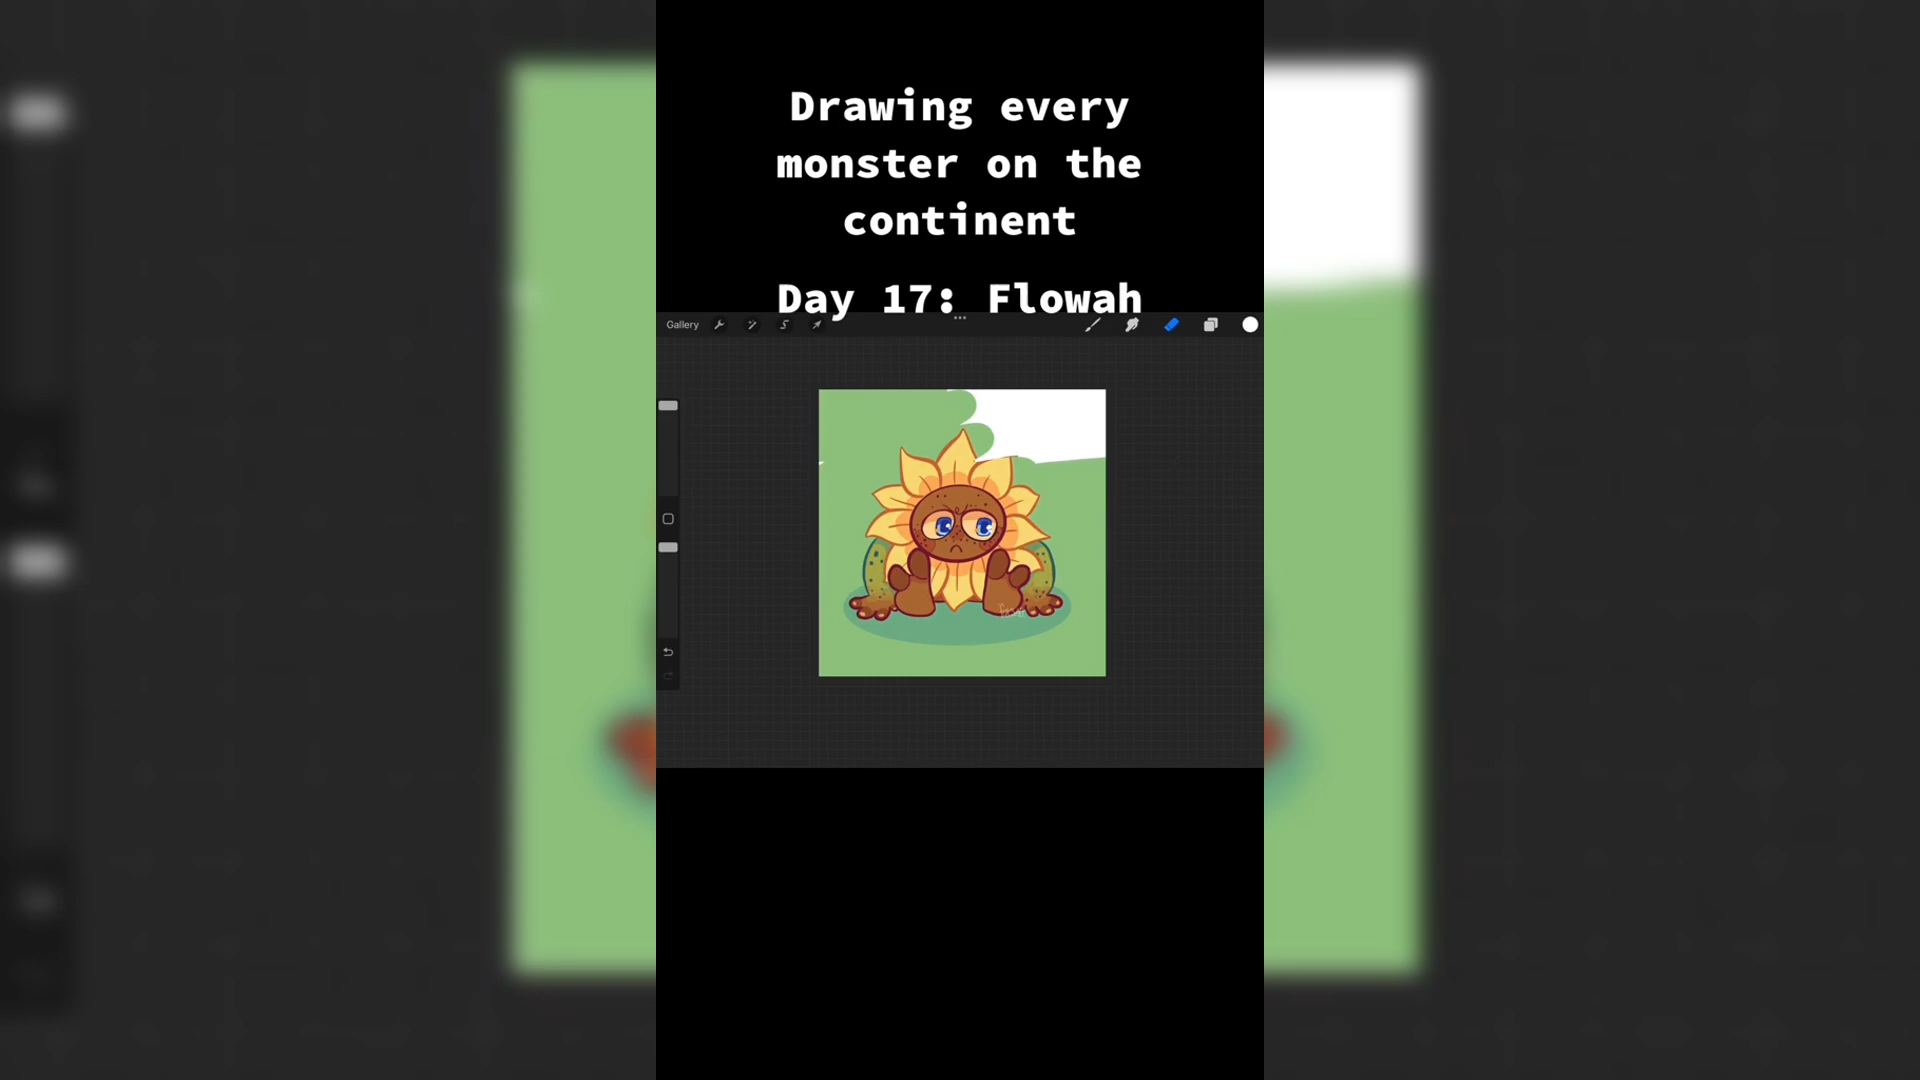 Drawing every
monster on the
continent
Day 17: Flowah
Gallery